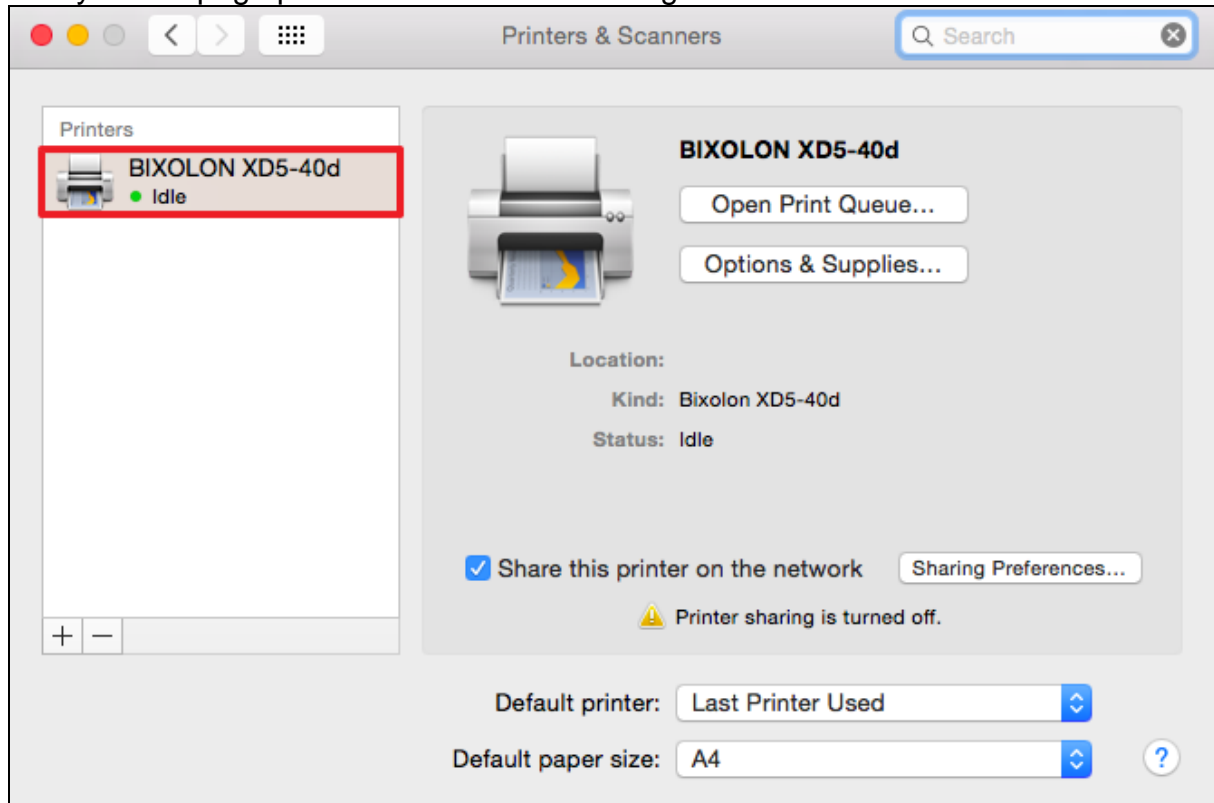 Printers & Scanners
Search
Printers
BIXOLON XD5-40d
Idle
BIXOLON XD5-40d
Open Print Queue...
Options & Supplies...
Location:
Kind: Bixolon XD5-40d
Status: Idle
Share this printer on the network
Sharing Preferences...
Printer sharing is turned off.
+ −
Default printer: Last Printer Used
Default paper size: A4
?